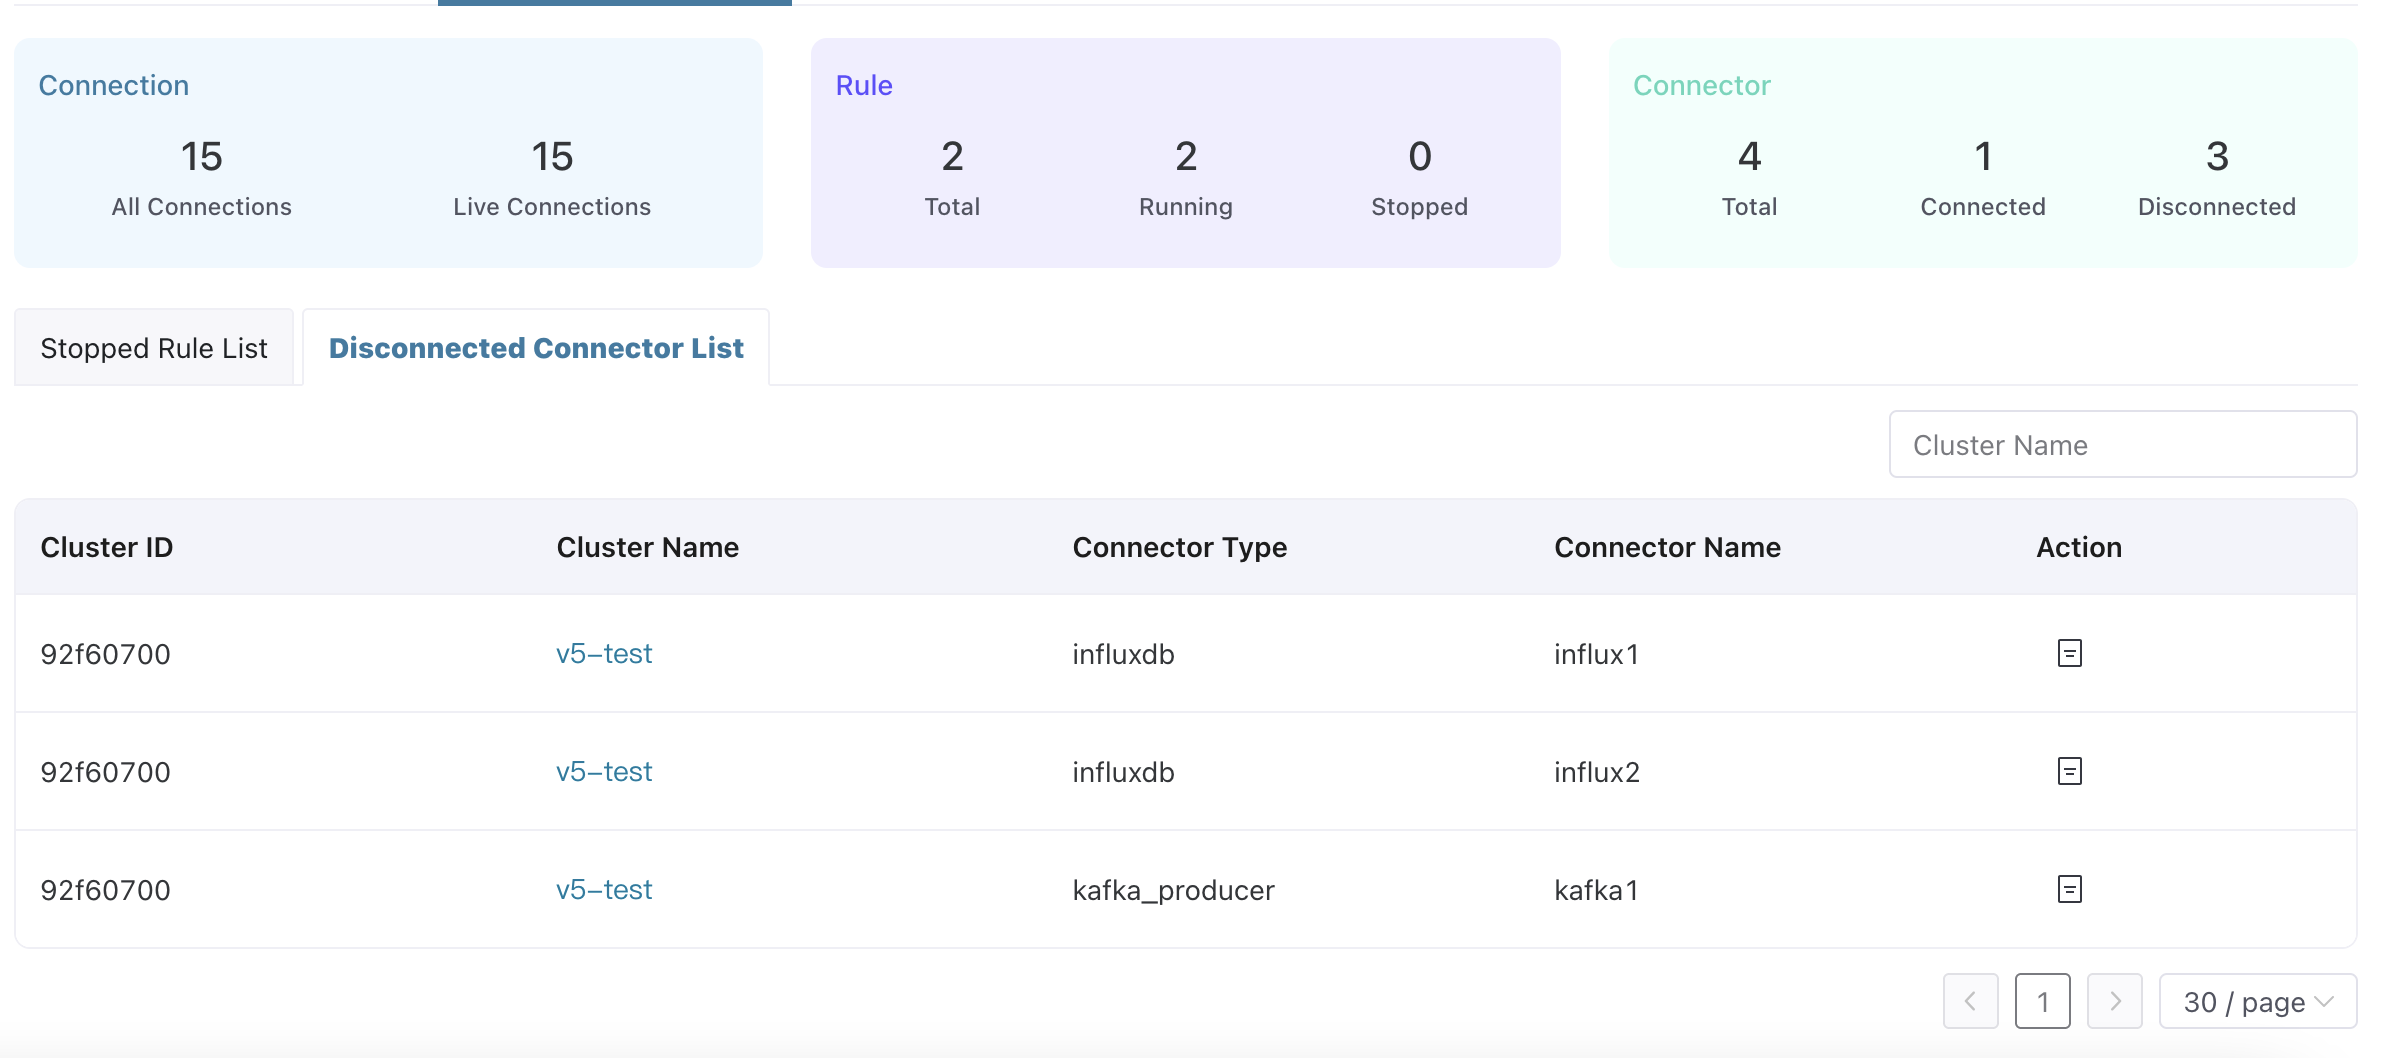 Connection
15 15
All Connections Live Connections
Rule
2 2 0
Total Running Stopped
Connector
4 1 3
Total Connected Disconnected
Stopped Rule List Disconnected Connector List
Cluster Name
Cluster ID Cluster Name Connector Type Connector Name Action
92f60700 v5-test influxdb influx1
92f60700 v5-test influxdb influx2
92f60700 v5-test kafka_producer kafka1
1 30 / page